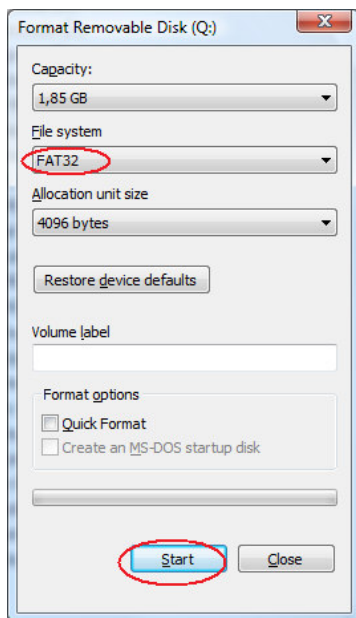 Format Removable Disk (Q:)
Capacity:
1,85 GB
File system
FAT32
Allocation unit size
4096 bytes
Restore device defaults
Volume label
Format options
Quick Format
Create an MS-DOS startup disk
Start Close